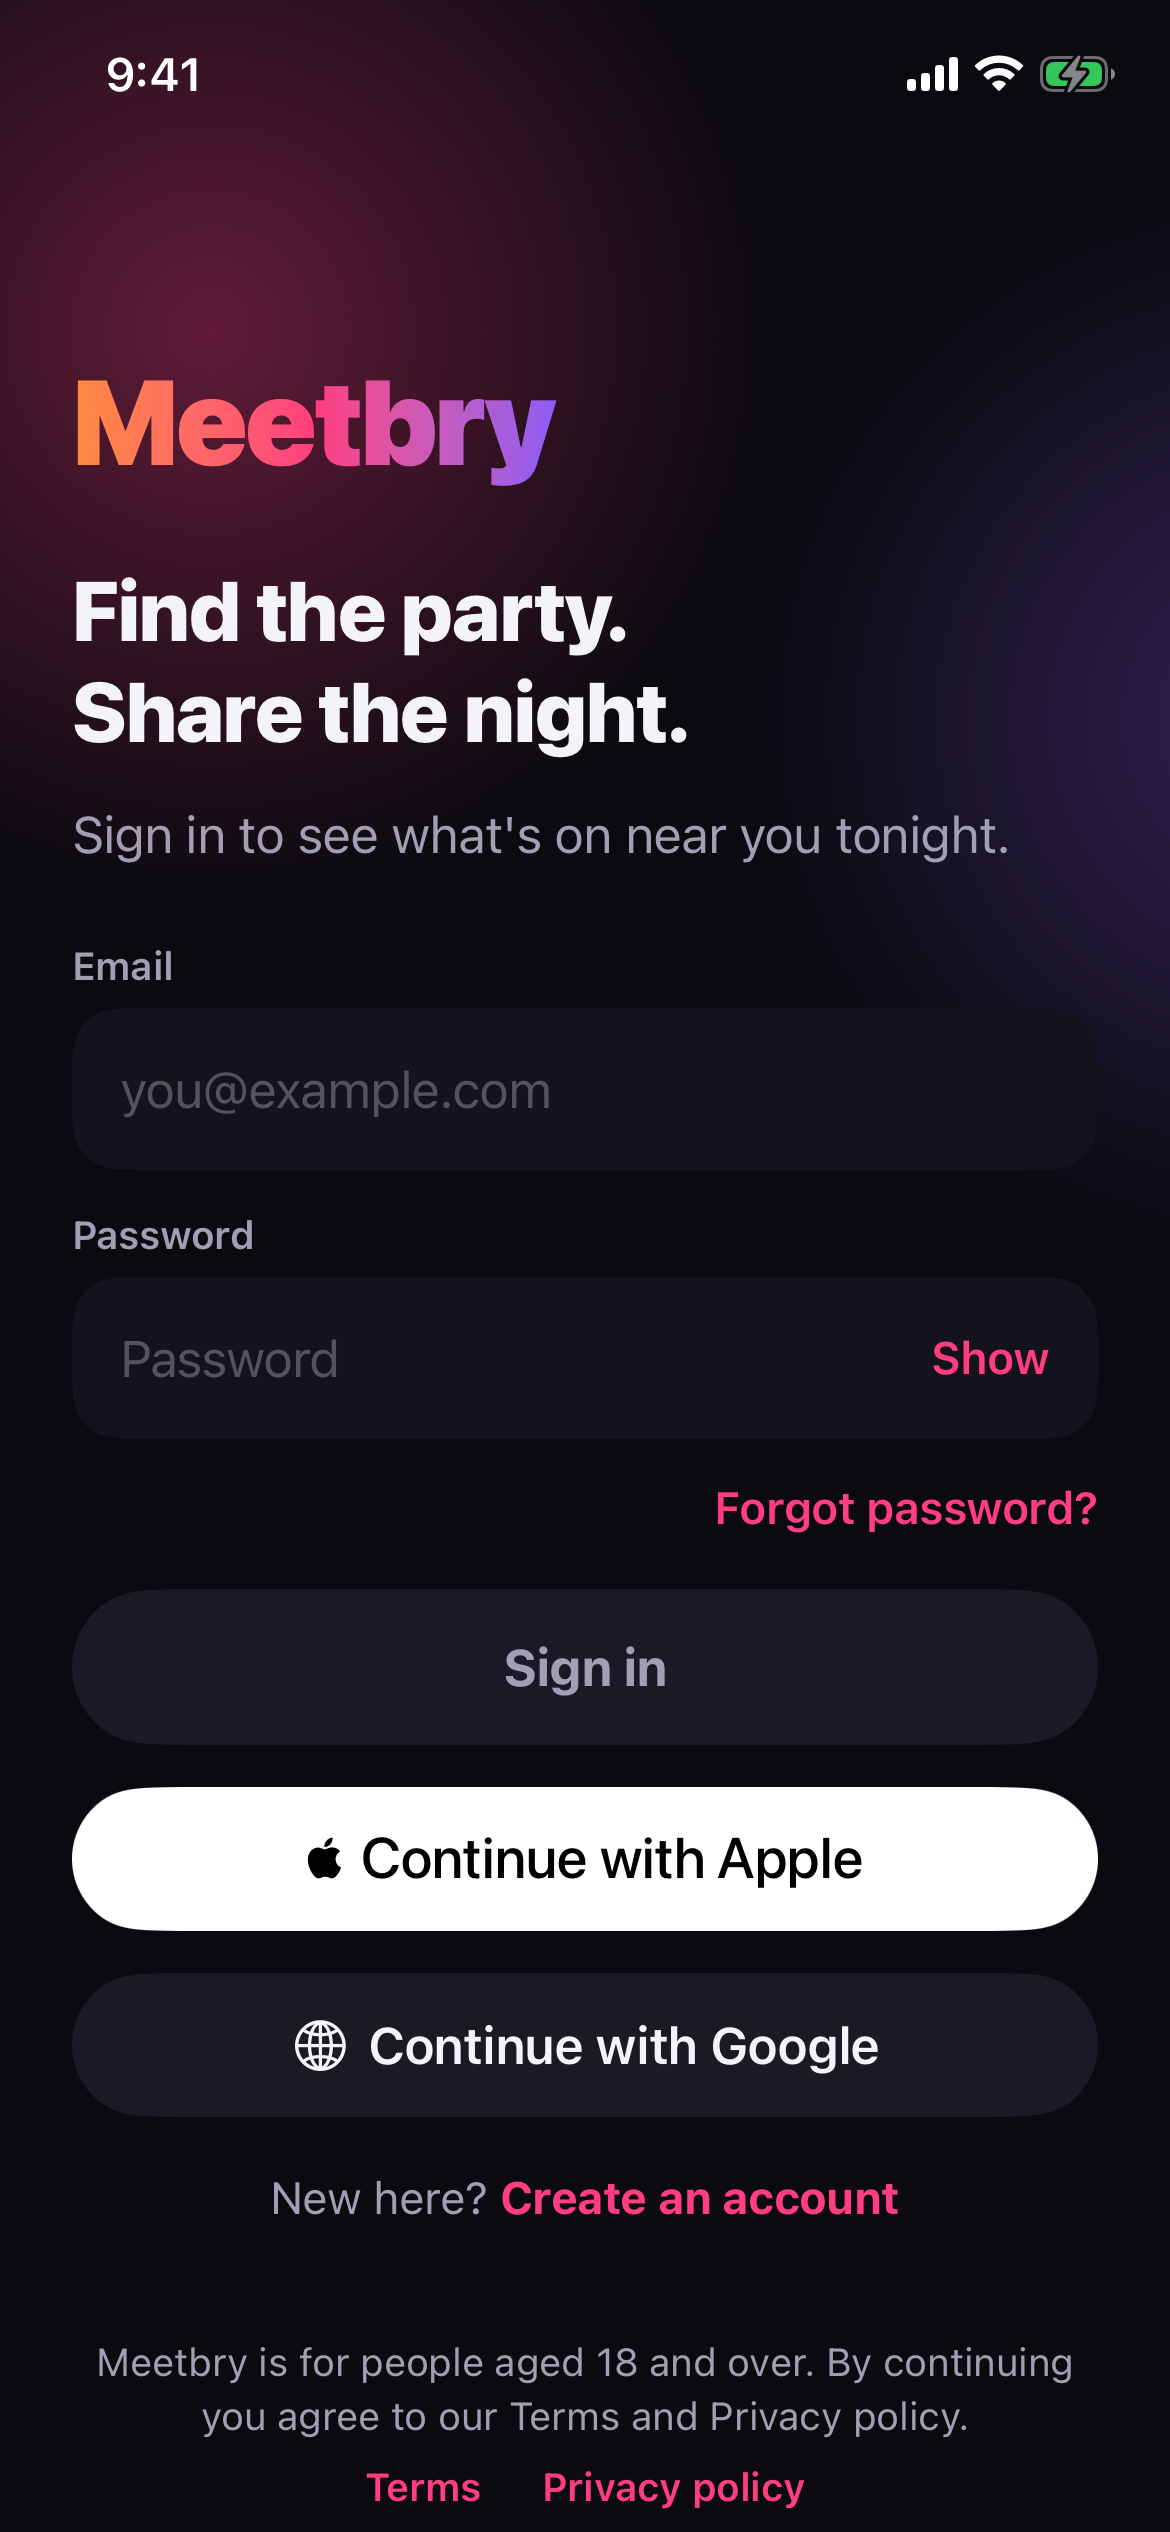 9:41
Meetbry
Find the party.
Share the night.
Sign in to see what's on near you tonight.
Email
you@example.com
Password
Password
Show
Forgot password?
Sign in
Continue with Apple
Continue with Google
New here? Create an account
Meetbry is for people aged 18 and over. By continuing
you agree to our Terms and Privacy policy.
Terms Privacy policy